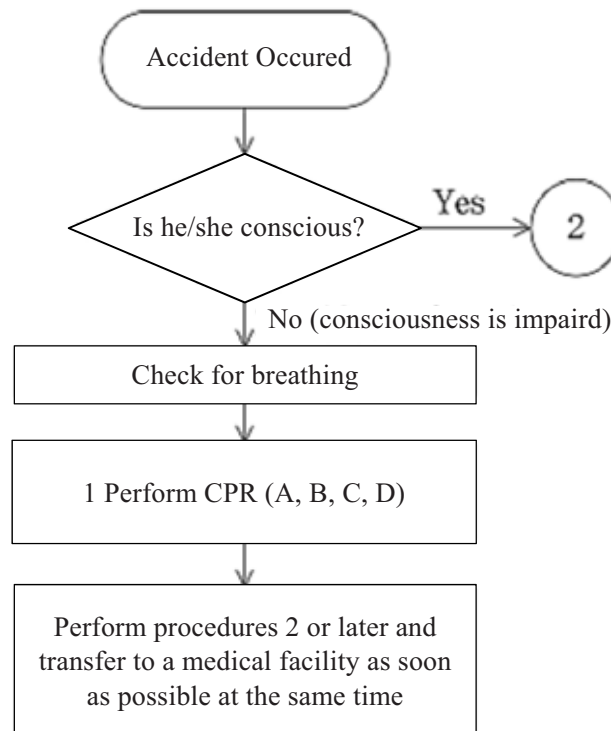 Accident Occured
Is he/she conscious?
Yes
2
No (consciousness is impaird)
Check for breathing
1 Perform CPR (A, B, C, D)
Perform procedures 2 or later and
transfer to a medical facility as soon
as possible at the same time